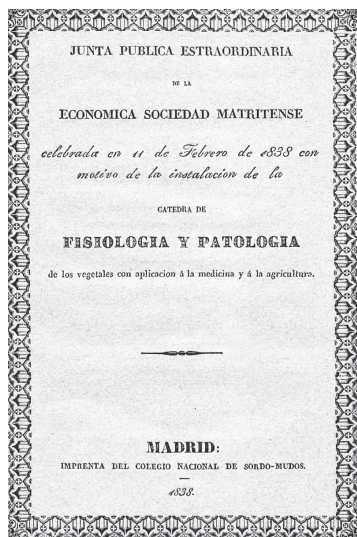 JUNTA PUBLICA ESTRAORDINARIA
DE LA
ECONOMICA SOCIEDAD MATRITENSE
celebrada en 11 de Febrero de 1838 con
motivo de la instalacion de la
CATEDRA DE
FISIOLOGIA Y PATOLOGIA
de los vegetales con aplicacion á la medicina y á la agricultura.
MADRID:
IMPRENTA DEL COLEGIO NACIONAL DE SORDO-MUDOS.
1838.